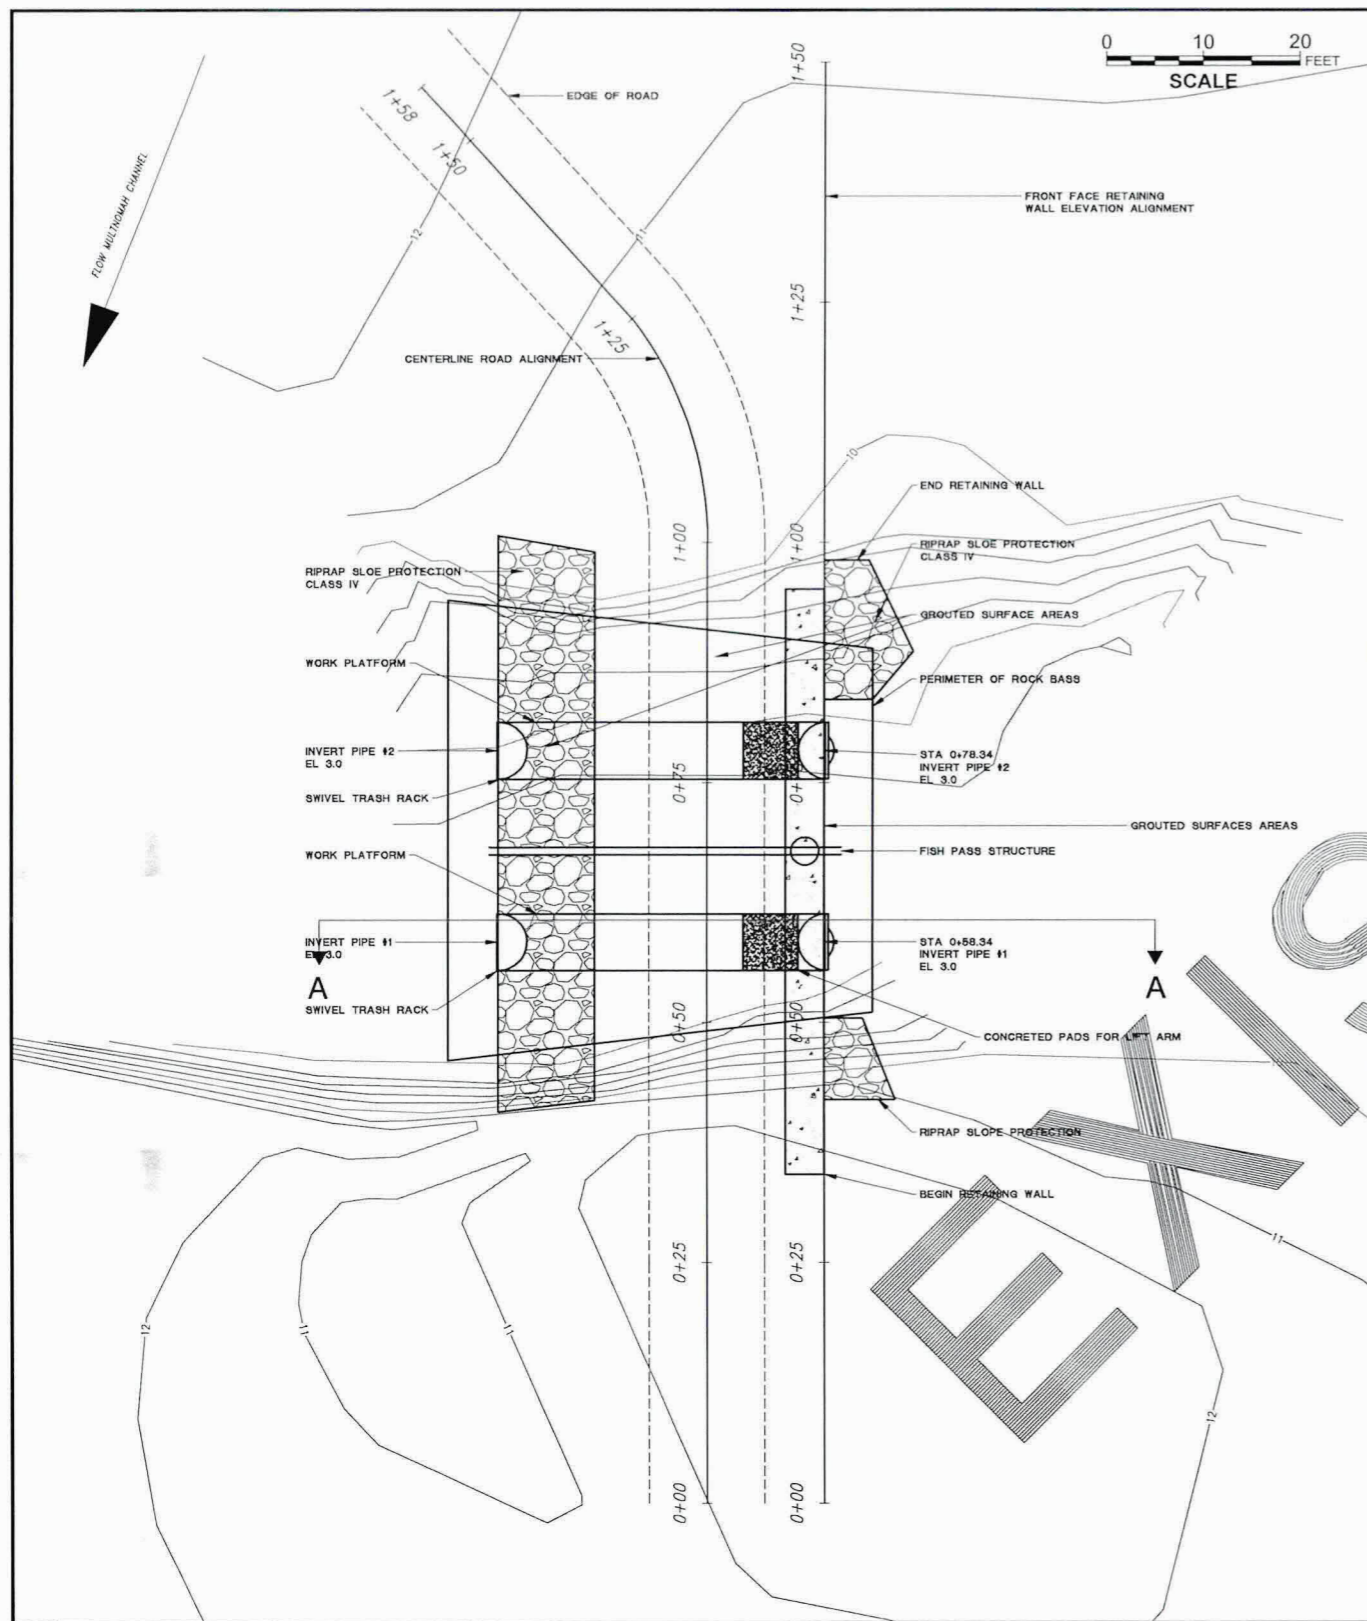 0 10 20
FEET
SCALE
1+50
EDGE OF ROAD
1+58
1+50
FLOW MULTNOMAH CHANNEL
12
11
FRONT FACE RETAINING
WALL ELEVATION ALIGNMENT
1+25
1+25
CENTERLINE ROAD ALIGNMENT
10
END RETAINING WALL
1+00
1+00
RIPRAP SLOE PROTECTION
CLASS IV
RIPRAP SLOE PROTECTION
CLASS IV
GROUTED SURFACE AREAS
WORK PLATFORM
PERIMETER OF ROCK BASS
INVERT PIPE #2
EL 3.0
STA 0+78.34
INVERT PIPE #2
EL 3.0
SWIVEL TRASH RACK
0+75
GROUTED SURFACES AREAS
WORK PLATFORM
FISH PASS STRUCTURE
INVERT PIPE #1
EL 3.0
STA 0+58.34
INVERT PIPE #1
EL 3.0
A
A
SWIVEL TRASH RACK
0+50
0+50
CONCRETED PADS FOR LIFT ARM
RIPRAP SLOPE PROTECTION
BEGIN RETAINING WALL
0+25
0+25
11
12
11
11
12
0+00
0+00